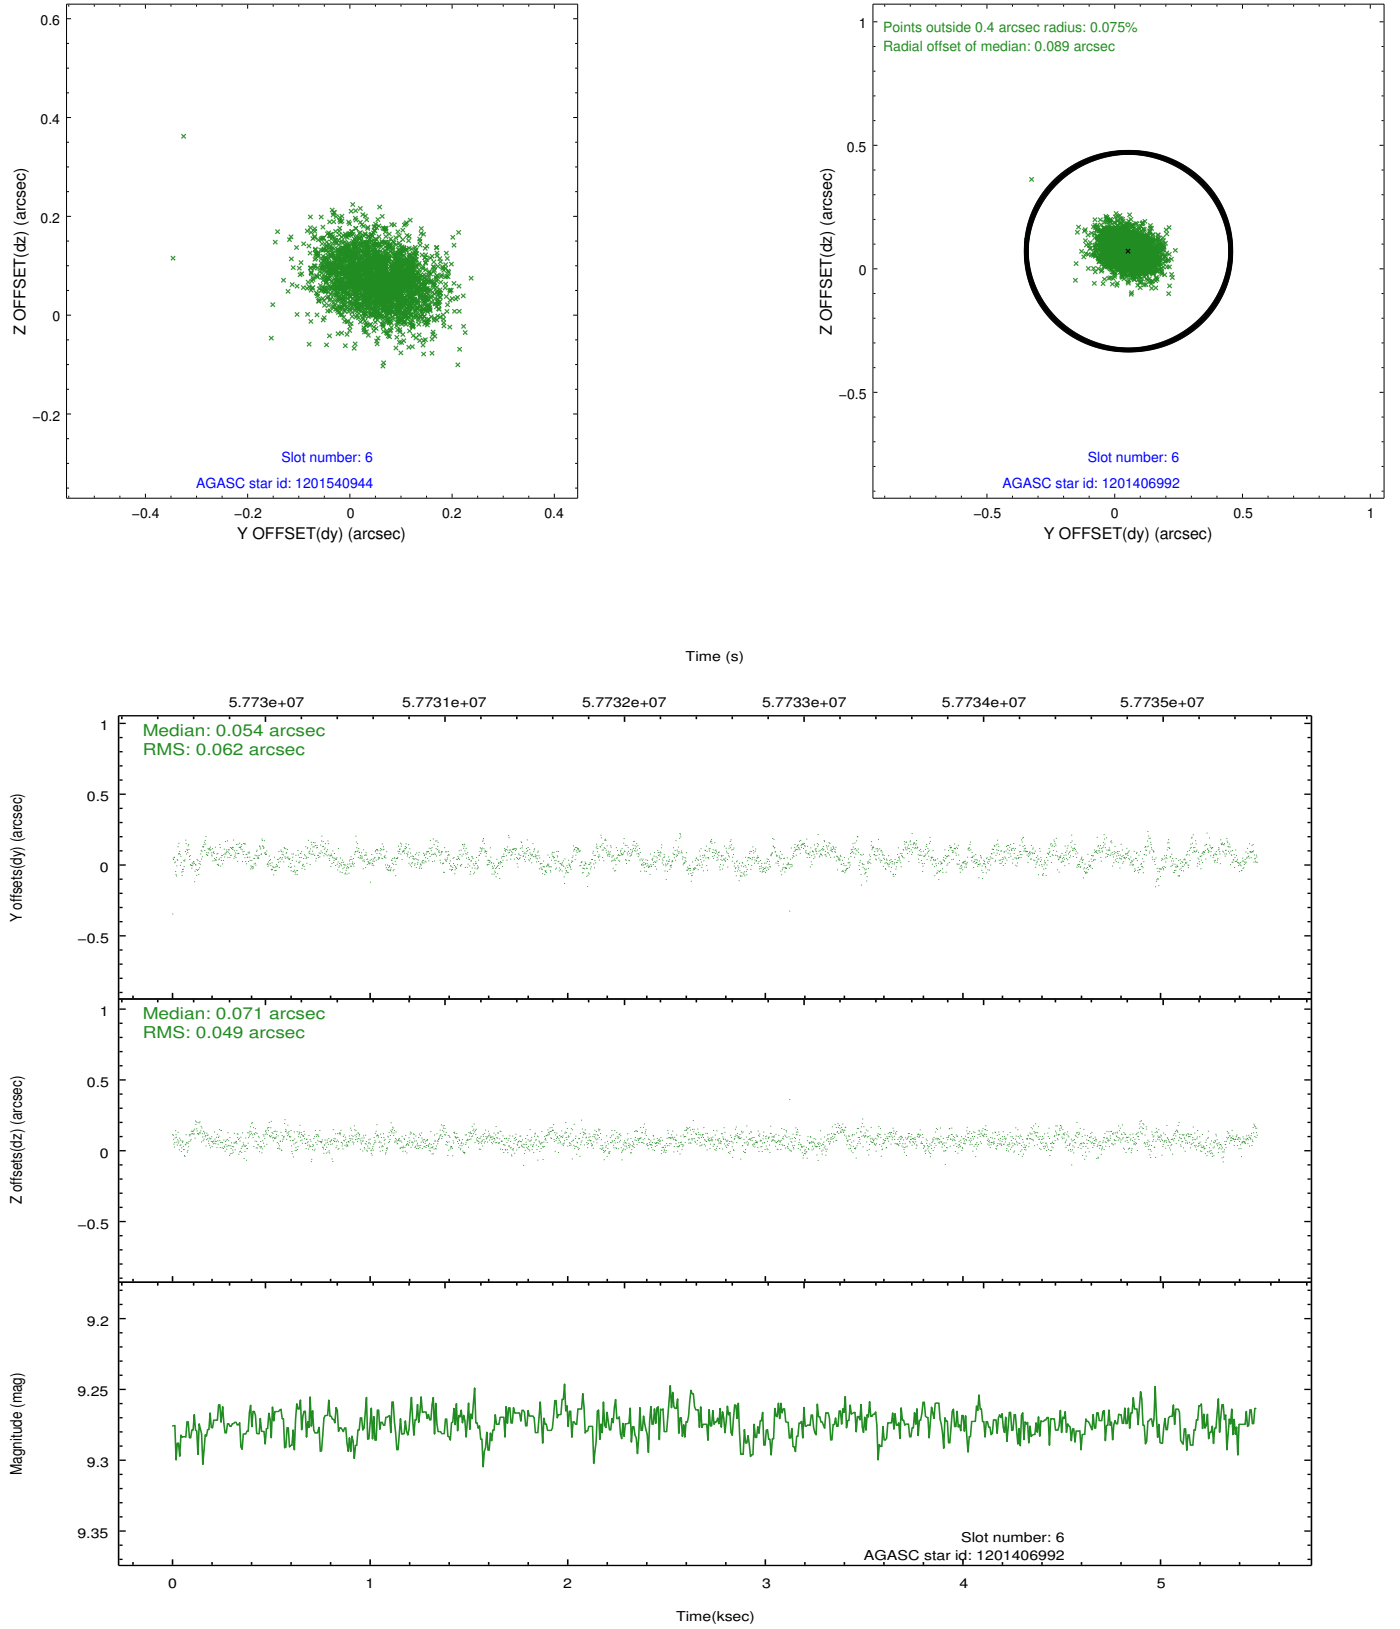 0.6
0.4
0.2
0
−0.2
Z OFFSET(dz) (arcsec)
Slot number: 6
AGASC star id: 1201540944
−0.4
−0.2
0
0.2
0.4
Y OFFSET(dy) (arcsec)
Points outside 0.4 arcsec radius: 0.075%
Radial offset of median: 0.089 arcsec
1
0.5
0
−0.5
Z OFFSET(dz) (arcsec)
Slot number: 6
AGASC star id: 1201406992
−0.5
0
0.5
1
Y OFFSET(dy) (arcsec)
Time (s)
5.773e+07
5.7731e+07
5.7732e+07
5.7733e+07
5.7734e+07
5.7735e+07
Median: 0.054 arcsec
RMS: 0.062 arcsec
1
0.5
0
−0.5
Y offsets(dy) (arcsec)
Median: 0.071 arcsec
RMS: 0.049 arcsec
1
0.5
0
−0.5
Z offsets(dz) (arcsec)
9.2
9.25
9.3
9.35
Magnitude (mag)
Slot number: 6
AGASC star id: 1201406992
0
1
2
3
4
5
Time(ksec)